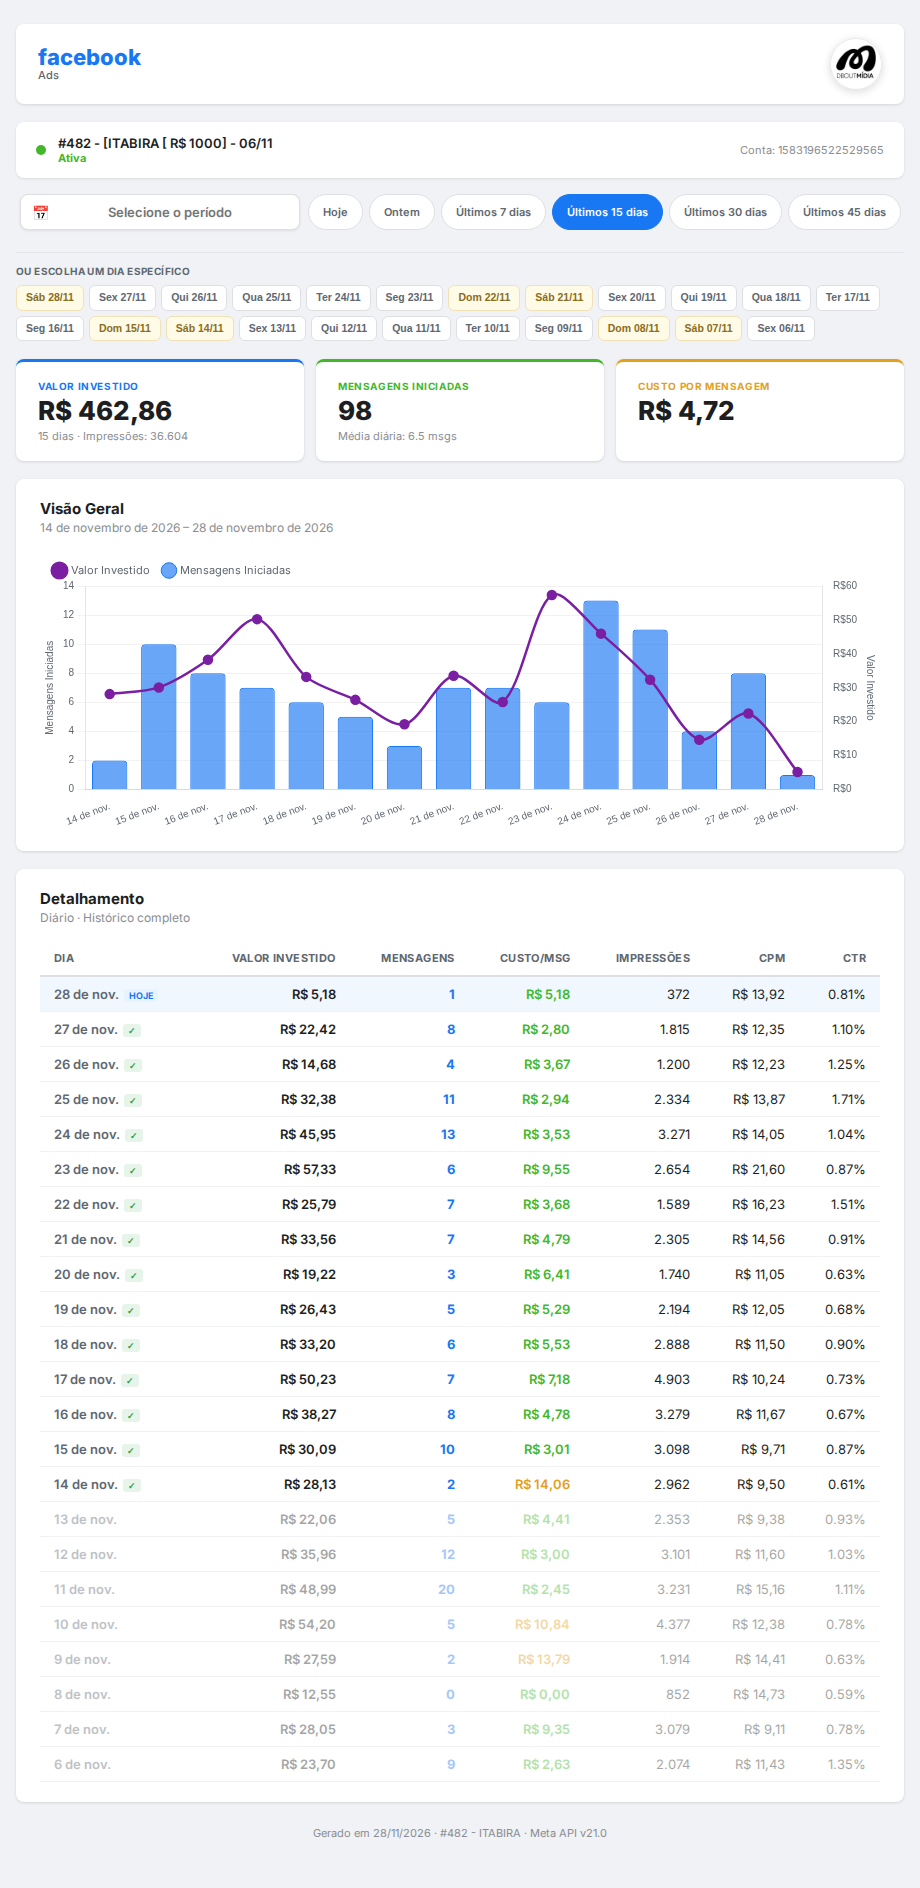 facebook
Ads
DBOUTMÍDIA
#482 - [ITABIRA [ R$ 1000] - 06/11
Ativa
Conta: 1583196522529565
📅 Selecione o período Hoje Ontem Últimos 7 dias Últimos 15 dias Últimos 30 dias Últimos 45 dias
OU ESCOLHA UM DIA ESPECÍFICO
Sáb 28/11 Sex 27/11 Qui 26/11 Qua 25/11 Ter 24/11 Seg 23/11 Dom 22/11 Sáb 21/11 Sex 20/11 Qui 19/11 Qua 18/11 Ter 17/11
Seg 16/11 Dom 15/11 Sáb 14/11 Sex 13/11 Qui 12/11 Qua 11/11 Ter 10/11 Seg 09/11 Dom 08/11 Sáb 07/11 Sex 06/11
VALOR INVESTIDO
R$ 462,86
15 dias · Impressões: 36.604
MENSAGENS INICIADAS
98
Média diária: 6.5 msgs
CUSTO POR MENSAGEM
R$ 4,72
Visão Geral
14 de novembro de 2026 – 28 de novembro de 2026
Valor Investido Mensagens Iniciadas
Mensagens Iniciadas
14
12
10
8
6
4
2
0
R$60
R$50
R$40
R$30
R$20
R$10
R$0
Valor Investido
14 de nov. 15 de nov. 16 de nov. 17 de nov. 18 de nov. 19 de nov. 20 de nov. 21 de nov. 22 de nov. 23 de nov. 24 de nov. 25 de nov. 26 de nov. 27 de nov. 28 de nov.
Detalhamento
Diário · Histórico completo
DIA VALOR INVESTIDO MENSAGENS CUSTO/MSG IMPRESSÕES CPM CTR
28 de nov. HOJE R$ 5,18 1 R$ 5,18 372 R$ 13,92 0.81%
27 de nov. ✓ R$ 22,42 8 R$ 2,80 1.815 R$ 12,35 1.10%
26 de nov. ✓ R$ 14,68 4 R$ 3,67 1.200 R$ 12,23 1.25%
25 de nov. ✓ R$ 32,38 11 R$ 2,94 2.334 R$ 13,87 1.71%
24 de nov. ✓ R$ 45,95 13 R$ 3,53 3.271 R$ 14,05 1.04%
23 de nov. ✓ R$ 57,33 6 R$ 9,55 2.654 R$ 21,60 0.87%
22 de nov. ✓ R$ 25,79 7 R$ 3,68 1.589 R$ 16,23 1.51%
21 de nov. ✓ R$ 33,56 7 R$ 4,79 2.305 R$ 14,56 0.91%
20 de nov. ✓ R$ 19,22 3 R$ 6,41 1.740 R$ 11,05 0.63%
19 de nov. ✓ R$ 26,43 5 R$ 5,29 2.194 R$ 12,05 0.68%
18 de nov. ✓ R$ 33,20 6 R$ 5,53 2.888 R$ 11,50 0.90%
17 de nov. ✓ R$ 50,23 7 R$ 7,18 4.903 R$ 10,24 0.73%
16 de nov. ✓ R$ 38,27 8 R$ 4,78 3.279 R$ 11,67 0.67%
15 de nov. ✓ R$ 30,09 10 R$ 3,01 3.098 R$ 9,71 0.87%
14 de nov. ✓ R$ 28,13 2 R$ 14,06 2.962 R$ 9,50 0.61%
13 de nov. R$ 22,06 5 R$ 4,41 2.353 R$ 9,38 0.93%
12 de nov. R$ 35,96 12 R$ 3,00 3.101 R$ 11,60 1.03%
11 de nov. R$ 48,99 20 R$ 2,45 3.231 R$ 15,16 1.11%
10 de nov. R$ 54,20 5 R$ 10,84 4.377 R$ 12,38 0.78%
9 de nov. R$ 27,59 2 R$ 13,79 1.914 R$ 14,41 0.63%
8 de nov. R$ 12,55 0 R$ 0,00 852 R$ 14,73 0.59%
7 de nov. R$ 28,05 3 R$ 9,35 3.079 R$ 9,11 0.78%
6 de nov. R$ 23,70 9 R$ 2,63 2.074 R$ 11,43 1.35%
Gerado em 28/11/2026 · #482 - ITABIRA · Meta API v21.0